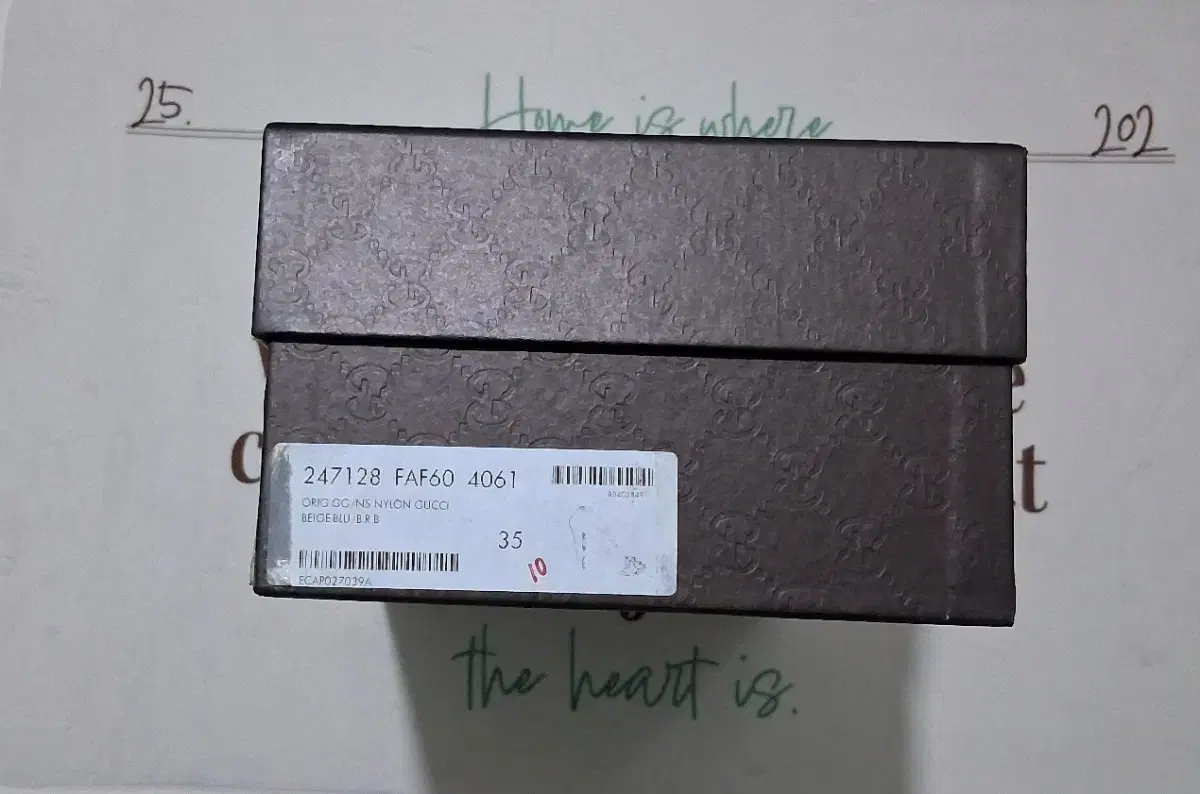 25.
Home is where
202
247128 FAF60 4061
ORIG.GG /NS NYLON GUCCI
BEIGE-BLU /B.R.B
35
10
ECAP027039A
the heart is.